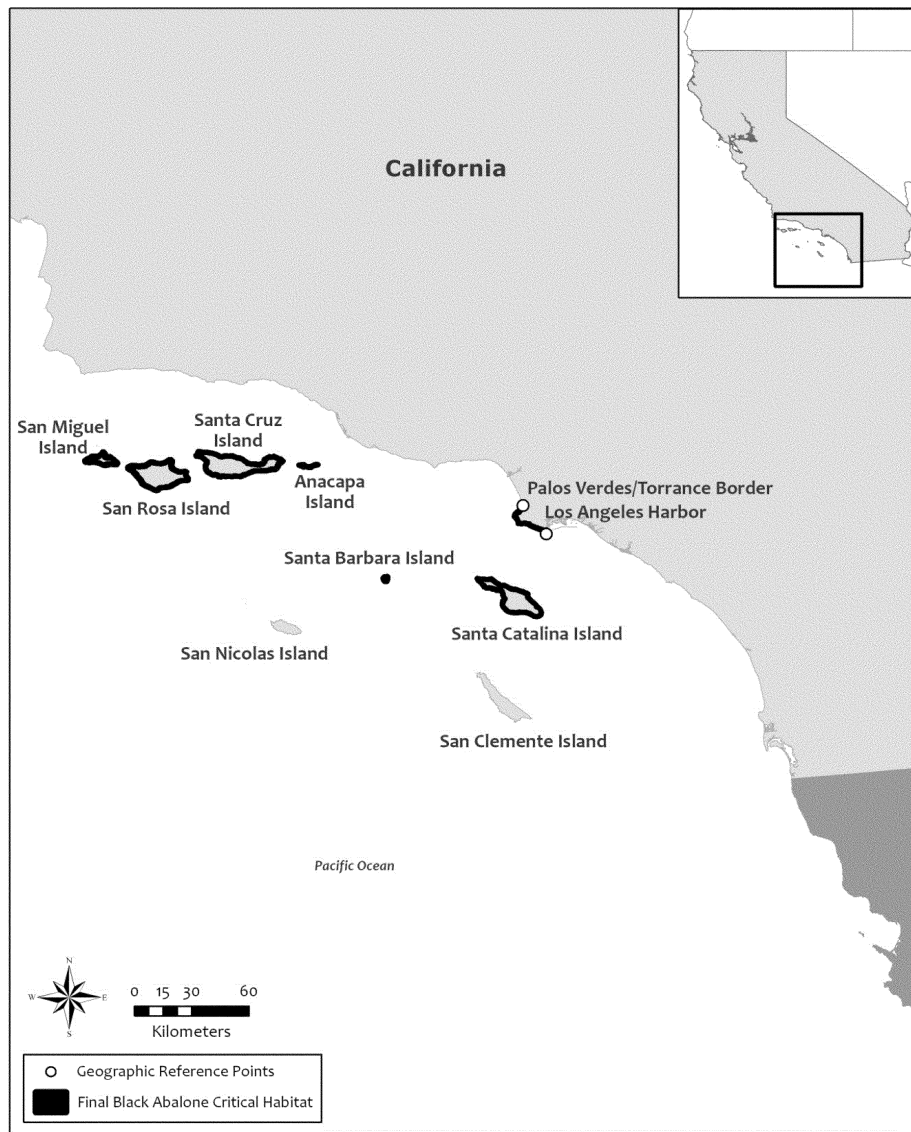 California
San Miguel
Island
Santa Cruz
Island
San Rosa Island
Anacapa
Island
Palos Verdes/Torrance Border
Los Angeles Harbor
Santa Barbara Island
Santa Catalina Island
San Nicolas Island
San Clemente Island
Pacific Ocean
N
W
E
S
0 15 30 60
Kilometers
Geographic Reference Points
Final Black Abalone Critical Habitat